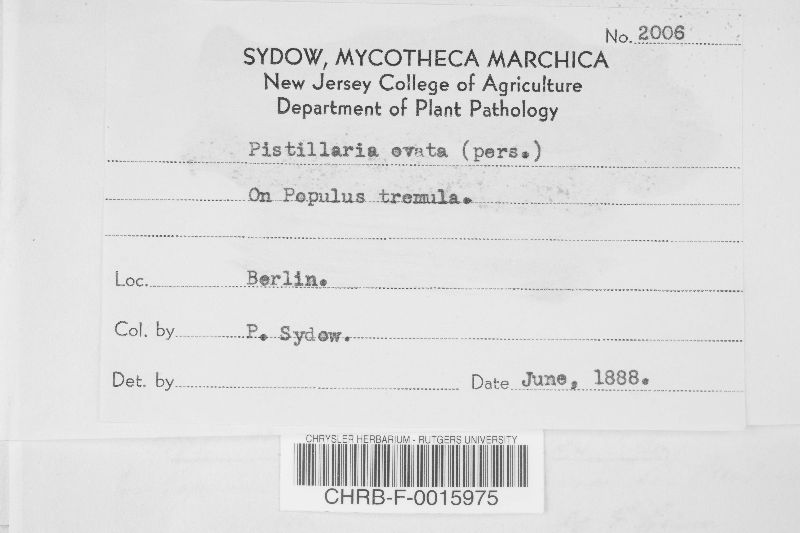 No. 2006
SYDOW, MYCOTHECA MARCHICA
New Jersey College of Agriculture
Department of Plant Pathology
Pistillaria ovata (pers.)
On Populus tremula.
Loc. Berlin.
Col. by P. Sydow.
Det. by Date June, 1888.
CHRYSLER HERBARIUM - RUTGERS UNIVERSITY
CHRB-F-0015975